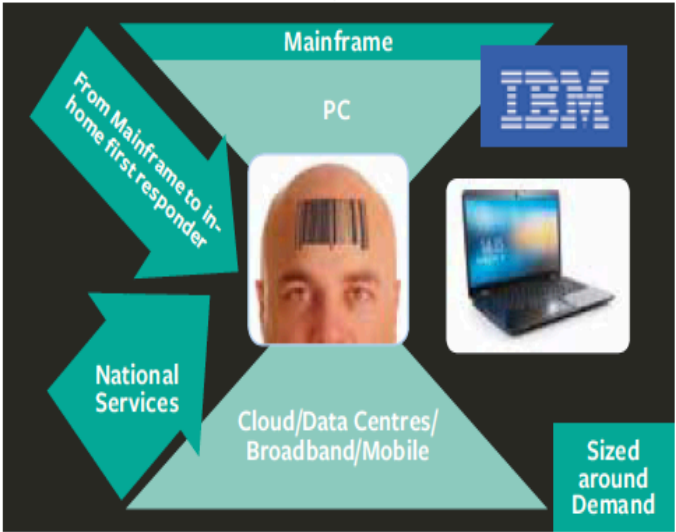 Mainframe
PC
IBM
From Mainframe to in-
home first responder
National
Services
Cloud/Data Centres/
Broadband/Mobile
Sized
around
Demand